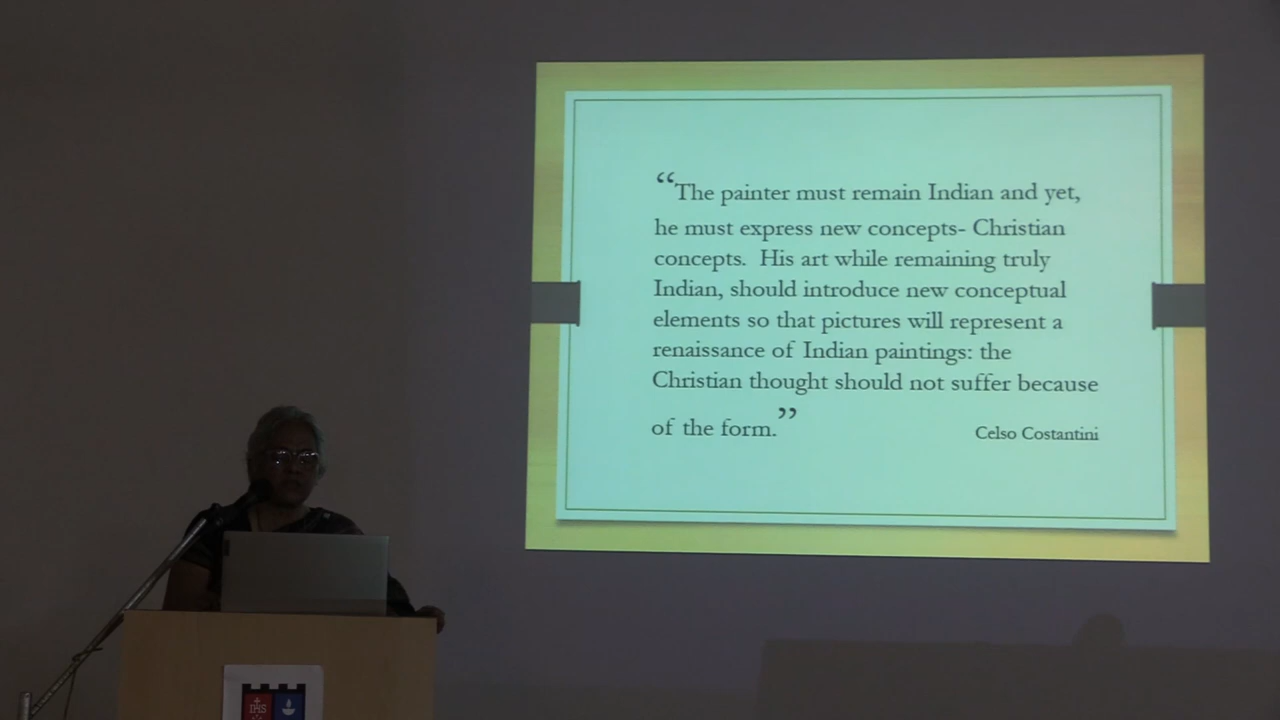 “The painter must remain Indian and yet,
he must express new concepts- Christian
concepts. His art while remaining truly
Indian, should introduce new conceptual
elements so that pictures will represent a
renaissance of Indian paintings: the
Christian thought should not suffer because
of the form.”
Celso Costantini
IHS